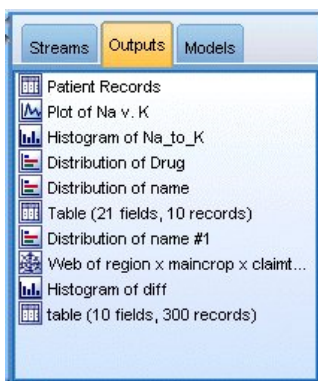 Streams Outputs Models
Patient Records
Plot of Na v. K
Histogram of Na_to_K
Distribution of Drug
Distribution of name
Table (21 fields, 10 records)
Distribution of name #1
Web of region x maincrop x claimt...
Histogram of diff
table (10 fields, 300 records)